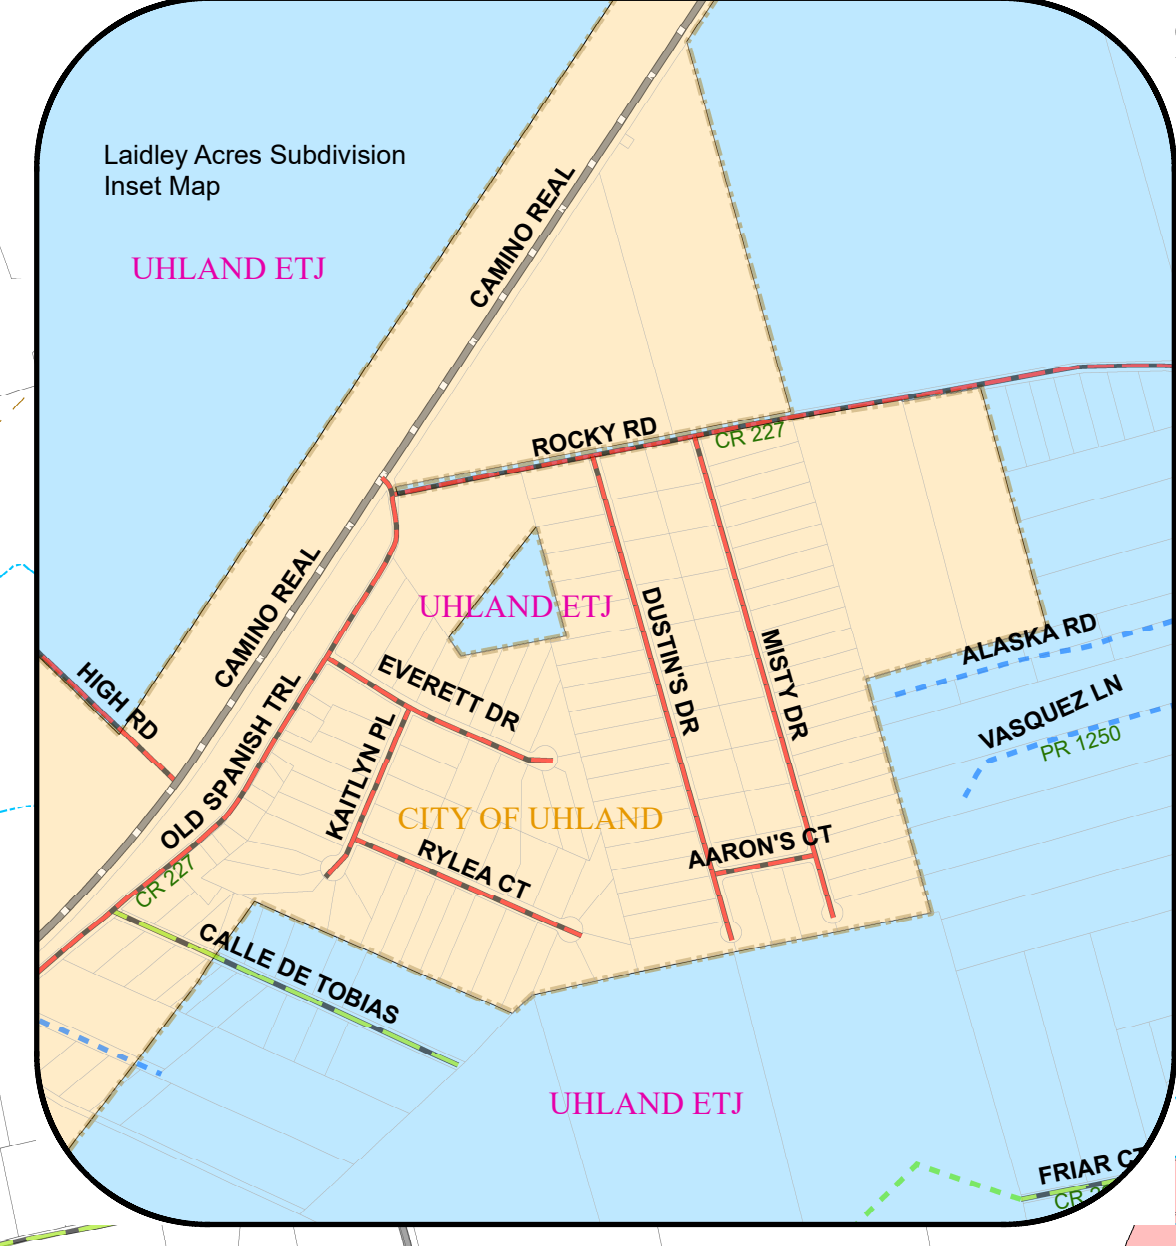 Laidley Acres Subdivision
Inset Map
UHLAND ETJ
CAMINO REAL
ROCKY RD
CR 227
CAMINO REAL
UHLAND ETJ
DUSTIN'S DR
MISTY DR
ALASKA RD
HIGH RD
OLD SPANISH TRL
EVERETT DR
KAITLYN PL
VASQUEZ LN
PR 1250
CITY OF UHLAND
RYLEA CT
AARON'S CT
CR 227
CALLE DE TOBIAS
UHLAND ETJ
FRIAR CT
CR